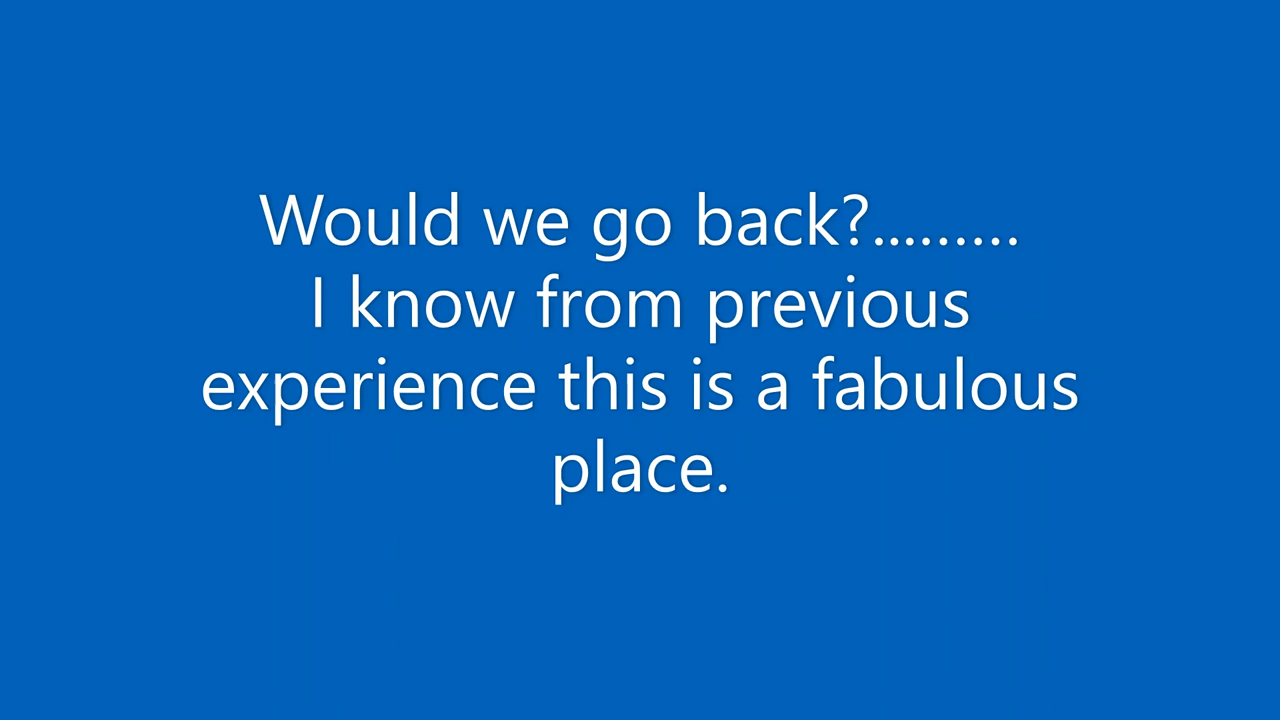 Would we go back?.........
I know from previous
experience this is a fabulous
place.